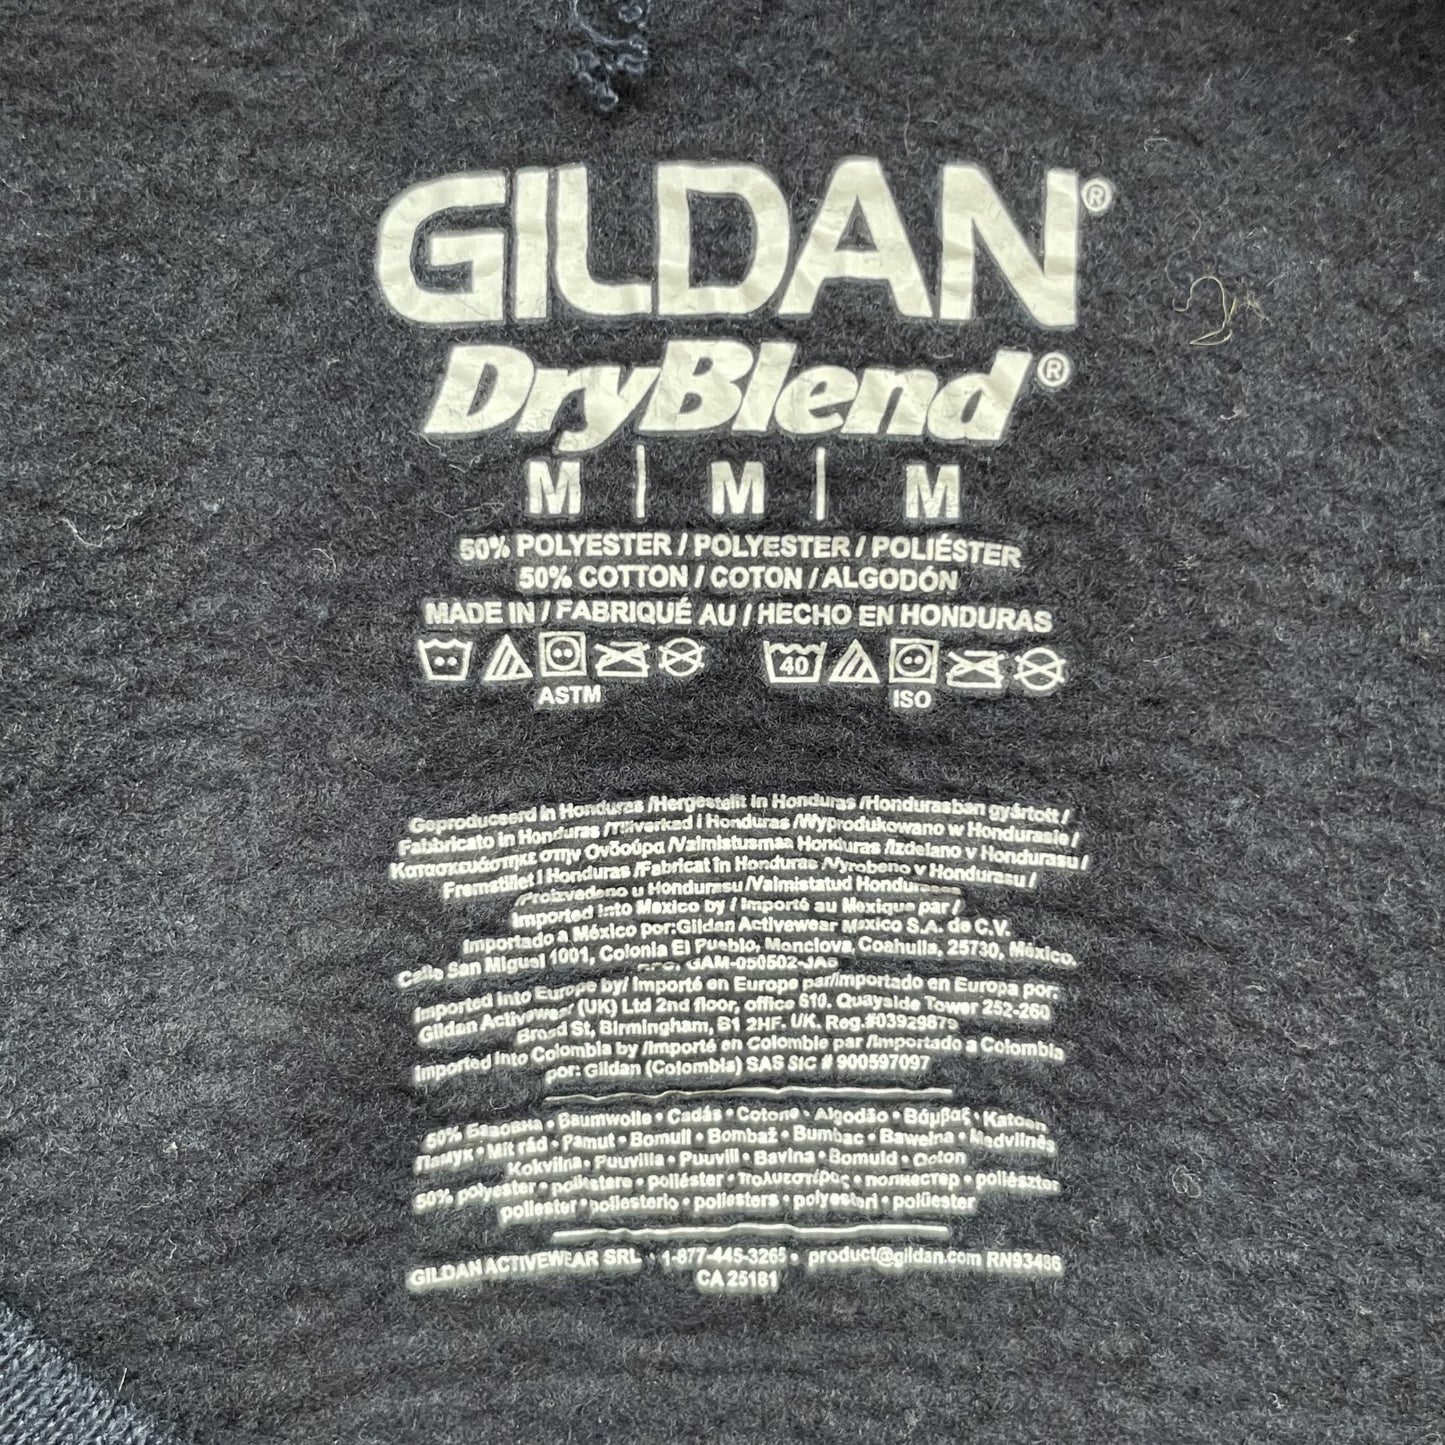 GILDAN®
DryBlend®
M | M | M
50% POLYESTER / POLYESTER / POLIÉSTER
50% COTTON / COTON / ALGODÓN
MADE IN / FABRIQUÉ AU / HECHO EN HONDURAS
40
ASTM ISO
Geproduceerd in Honduras /Hergestellt in Honduras /Hondurasban gyártott /
Fabbricato in Honduras /Tillverkad i Honduras /Wyprodukowano w Hondurasie /
Κατασκευάστηκε στην Ονδούρα /Valmistusmaa Honduras /Izdelano v Hondurasu /
Fremstillet i Honduras /Fabricat în Honduras /Vyrobeno v Hondurasu /
/Proizvedeno u Hondurasu /Valmistatud Honduras
Imported into Mexico by / Importé au Mexique par /
Importado a México por:Gildan Activewear Mexico S.A. de C.V.
Calle San Miguel 1001, Colonia El Pueblo, Monclova, Coahuila, 25730, México.
GAM-050502-JA6
Imported into Europe by/ Importé en Europe par/Importado en Europa por:
Gildan Activewear (UK) Ltd 2nd floor, office 610, Quayside Tower 252-260
Broad St, Birmingham, B1 2HF. UK. Reg.#03929879
Imported into Colombia by /Importé en Colombie par /Importado a Colombia
por: Gildan (Colombia) SAS SIC # 900597097
50% Baumwolle • Cadás • Cotone • Algodão • Βάμβαξ • Katoen
Памук • Mit rád • Pamut • Bomull • Bombaž • Bumbac • Bawełna • Medvilnės
Kokvilna • Puuvilla • Puuvill • Bavlna • Bomuld • Coton
50% polyester • poliestere • poliéster • πολυεστέρας • полиестер • poliészter
poliester • poliesterio • poliesters • polyesteri • polüester
GILDAN ACTIVEWEAR SRL • 1-877-445-3265 • product@gildan.com RN93486
CA 25181